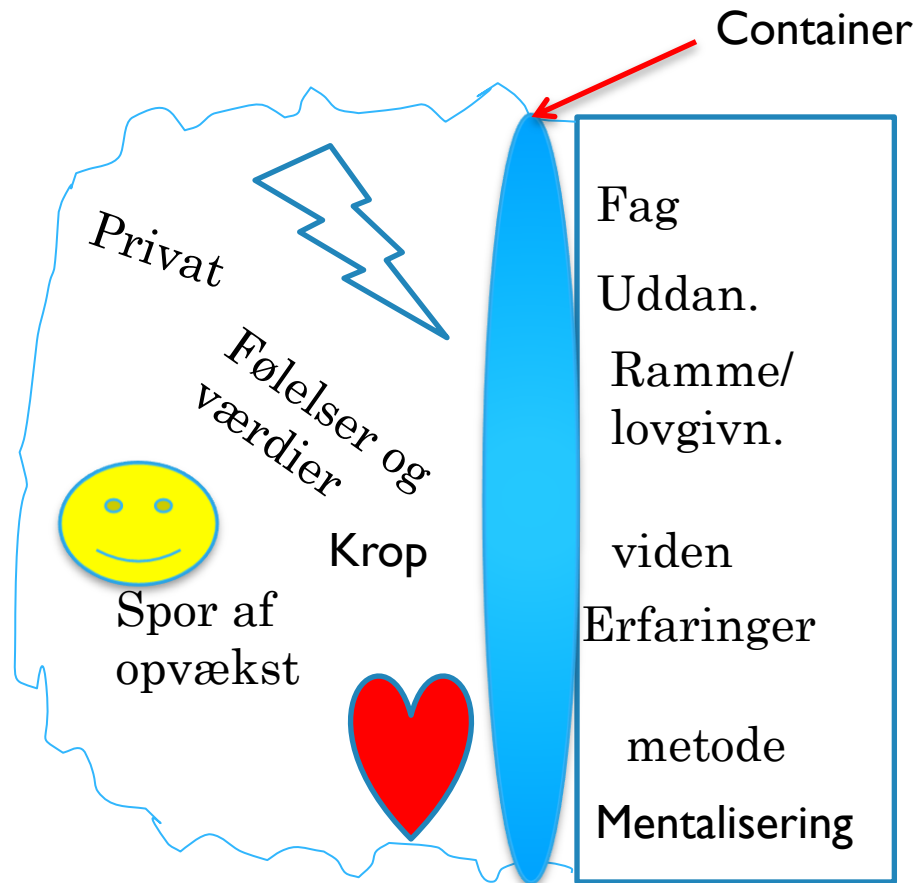 Container
Privat
Følelser og
værdier
Krop
Spor af
opvækst
Fag
Uddan.
Ramme/
lovgivn.
viden
Erfaringer
metode
Mentalisering